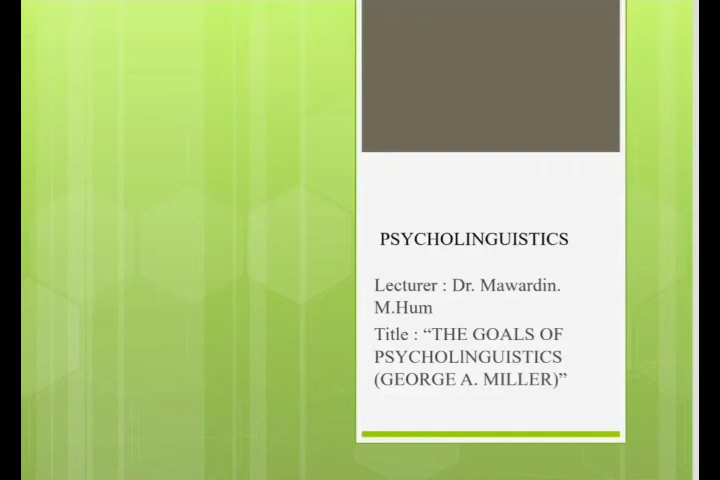 PSYCHOLINGUISTICS
Lecturer : Dr. Mawardin.
M.Hum
Title : “THE GOALS OF
PSYCHOLINGUISTICS
(GEORGE A. MILLER)”